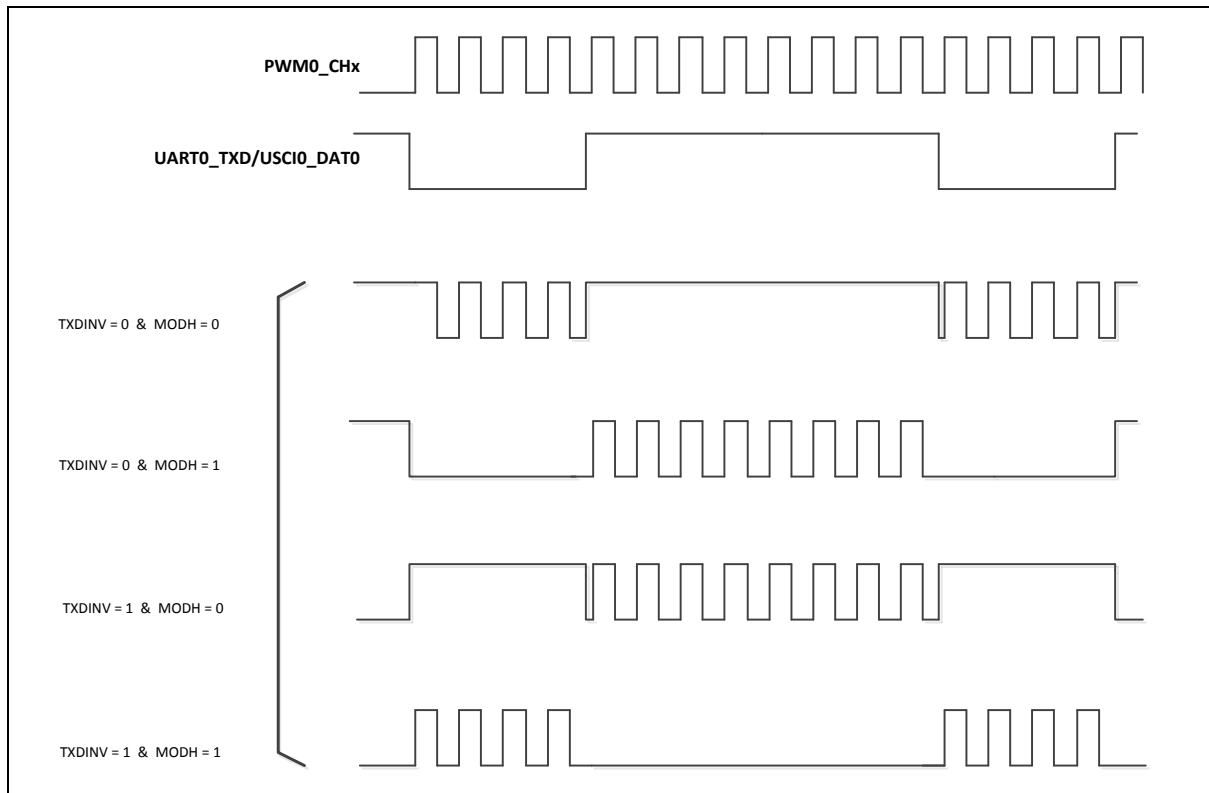 PWM0_CHx
UART0_TXD/USCI0_DAT0
TXDINV = 0 & MODH = 0
TXDINV = 0 & MODH = 1
TXDINV = 1 & MODH = 0
TXDINV = 1 & MODH = 1